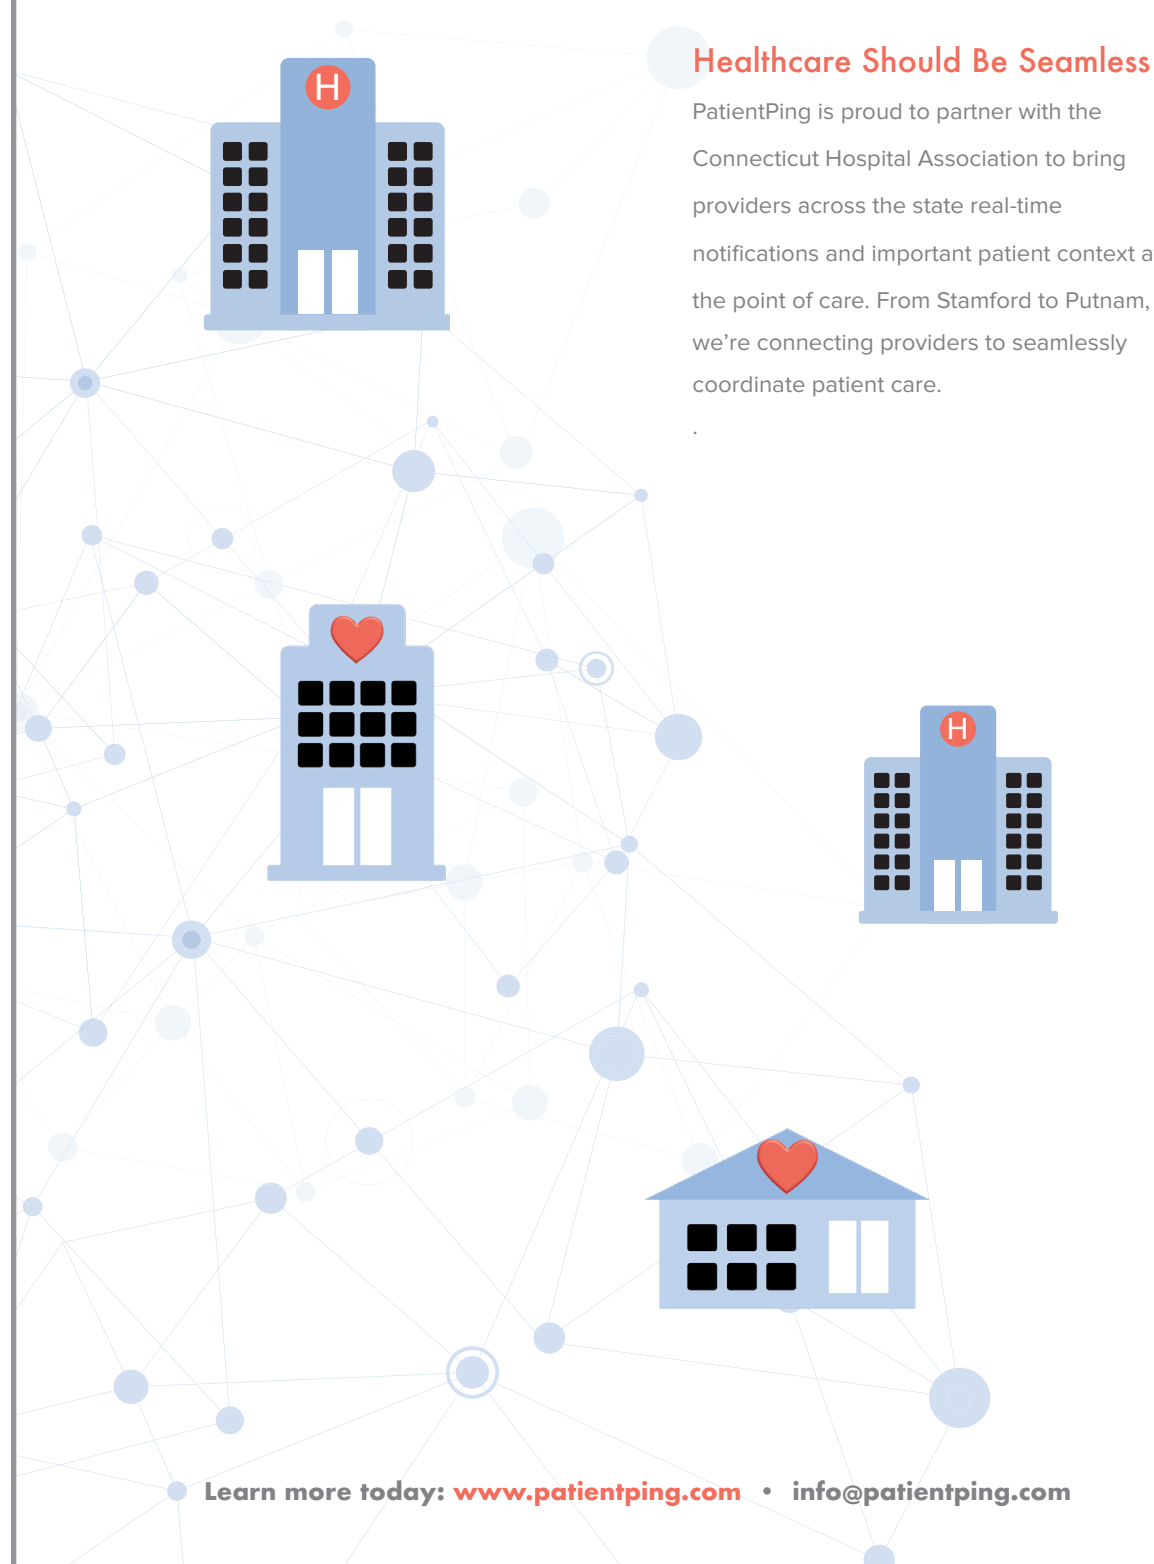 H
Healthcare Should Be Seamless
PatientPing is proud to partner with the
Connecticut Hospital Association to bring
providers across the state real-time
notifications and important patient context a
the point of care. From Stamford to Putnam,
we’re connecting providers to seamlessly
coordinate patient care.
.
H
Learn more today: www.patientping.com • info@patientping.com